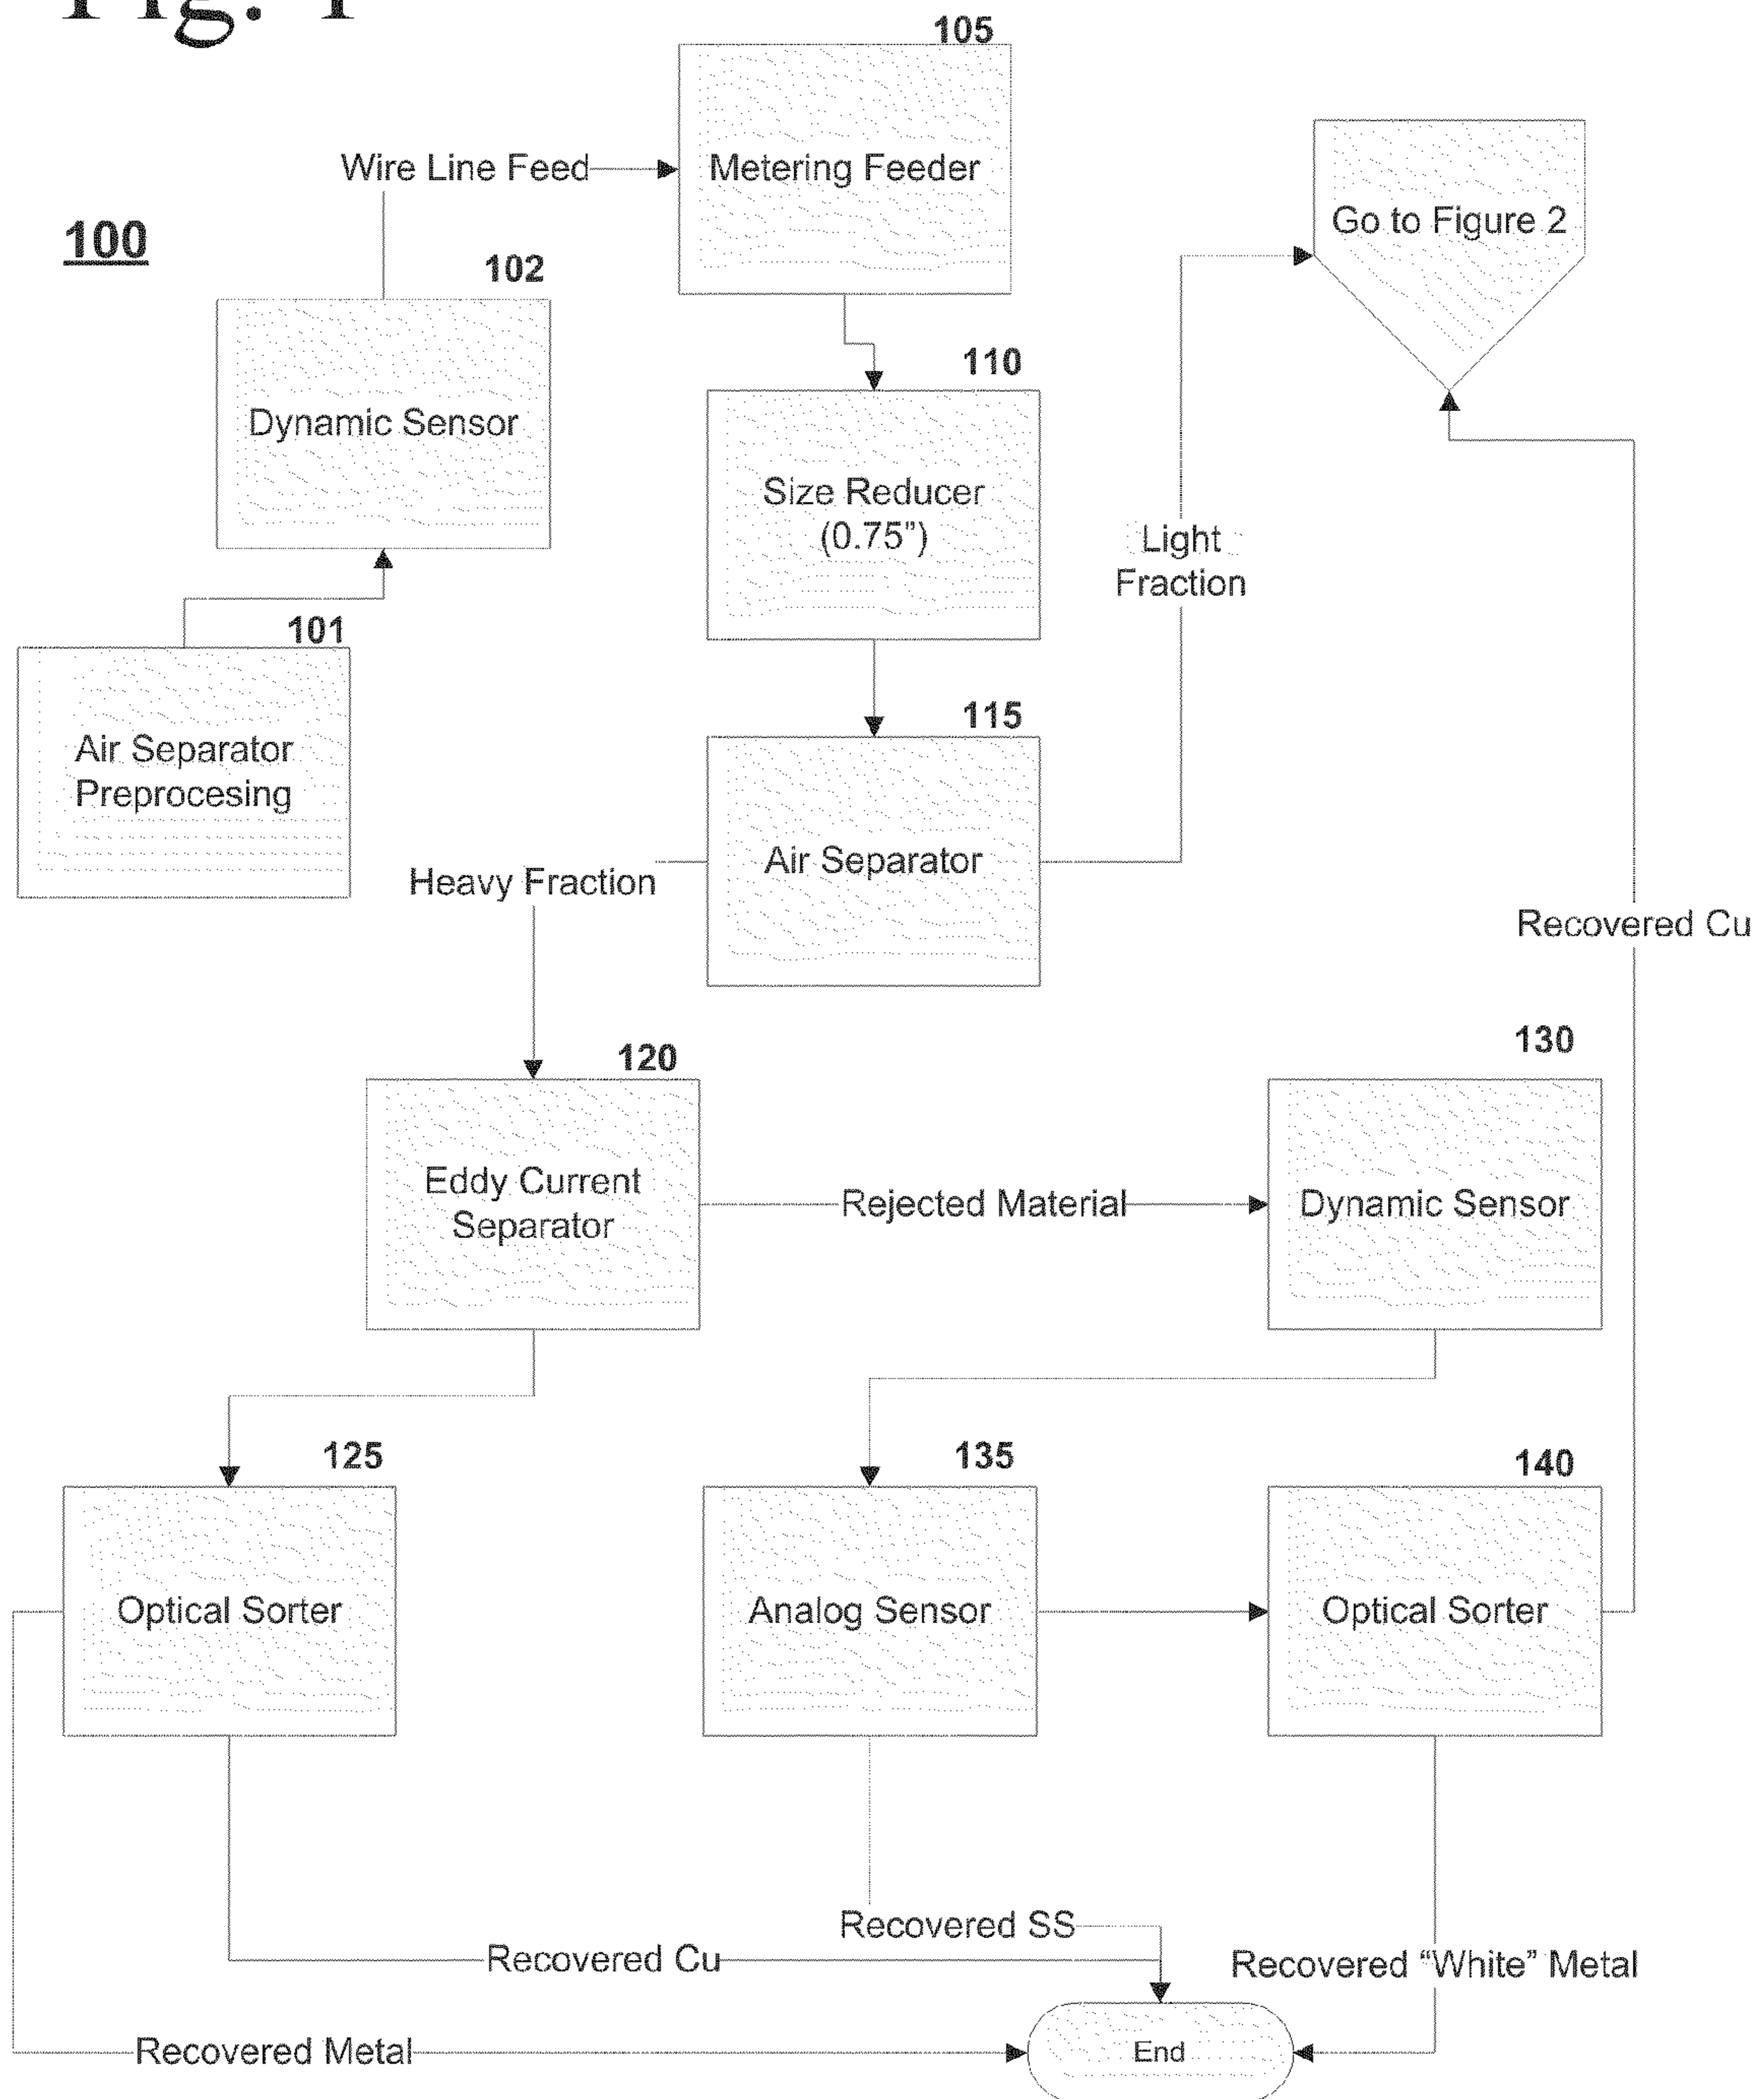 Fig. 1
105
Wire Line Feed
Metering Feeder
Go to Figure 2
100
102
Dynamic Sensor
110
Size Reducer
(0.75”)
Light
Fraction
101
Air Separator
Preprocesing
115
Air Separator
Heavy Fraction
Recovered Cu
120
Eddy Current
Separator
Rejected Material
130
Dynamic Sensor
125
Optical Sorter
135
Analog Sensor
140
Optical Sorter
Recovered SS
Recovered Cu
Recovered “White” Metal
Recovered Metal
End